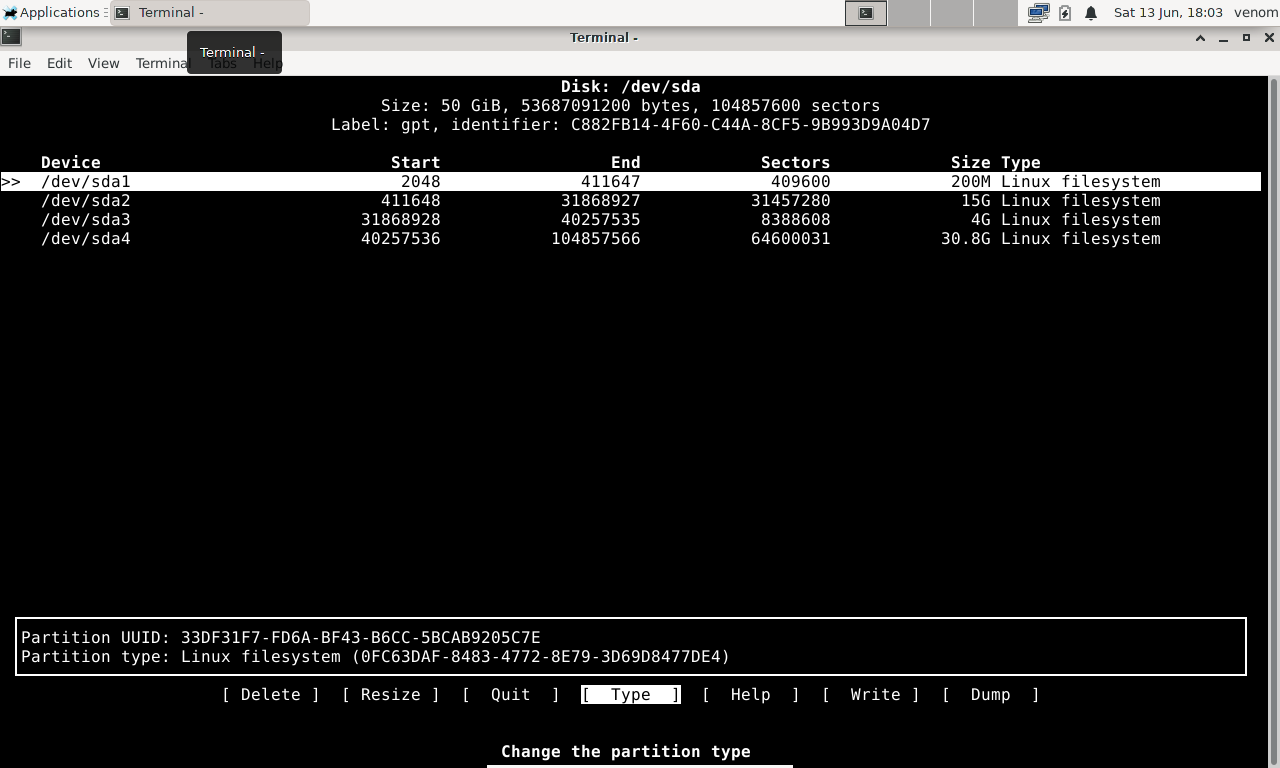 Applications Terminal - Sat 13 Jun, 18:03 venom
Terminal -
Terminal -
File Edit View Terminal Tabs Help
Disk: /dev/sda
Size: 50 GiB, 53687091200 bytes, 104857600 sectors
Label: gpt, identifier: C882FB14-4F60-C44A-8CF5-9B993D9A04D7
Device Start End Sectors Size Type
>> /dev/sda1 2048 411647 409600 200M Linux filesystem
/dev/sda2 411648 31868927 31457280 15G Linux filesystem
/dev/sda3 31868928 40257535 8388608 4G Linux filesystem
/dev/sda4 40257536 104857566 64600031 30.8G Linux filesystem
Partition UUID: 33DF31F7-FD6A-BF43-B6CC-5BCAB9205C7E
Partition type: Linux filesystem (0FC63DAF-8483-4772-8E79-3D69D8477DE4)
[ Delete ] [ Resize ] [ Quit ] [ Type ] [ Help ] [ Write ] [ Dump ]
Change the partition type